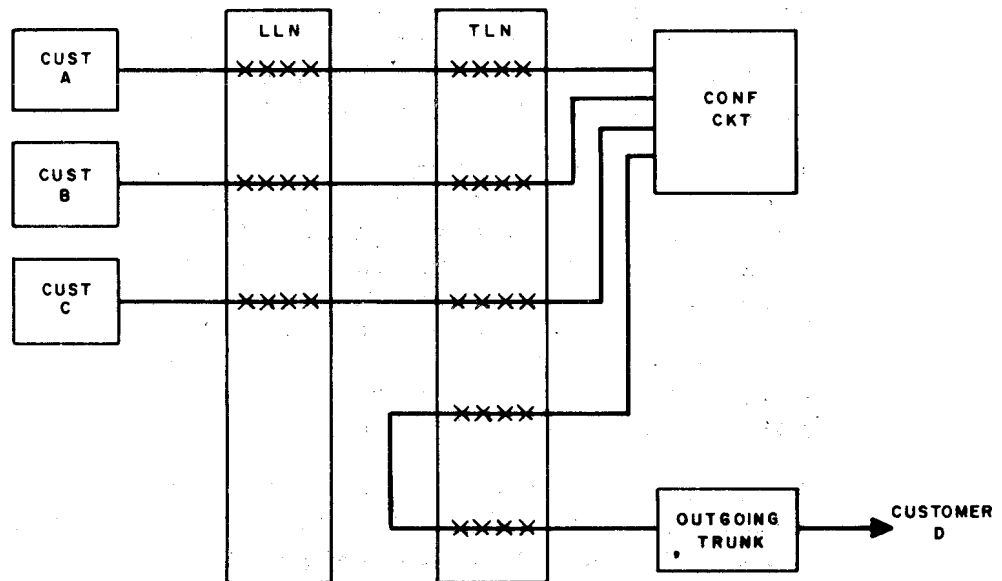 LLN
TLN
CUST
A
CONF
CKT
CUST
B
CUST
C
OUTGOING
TRUNK
CUSTOMER
D